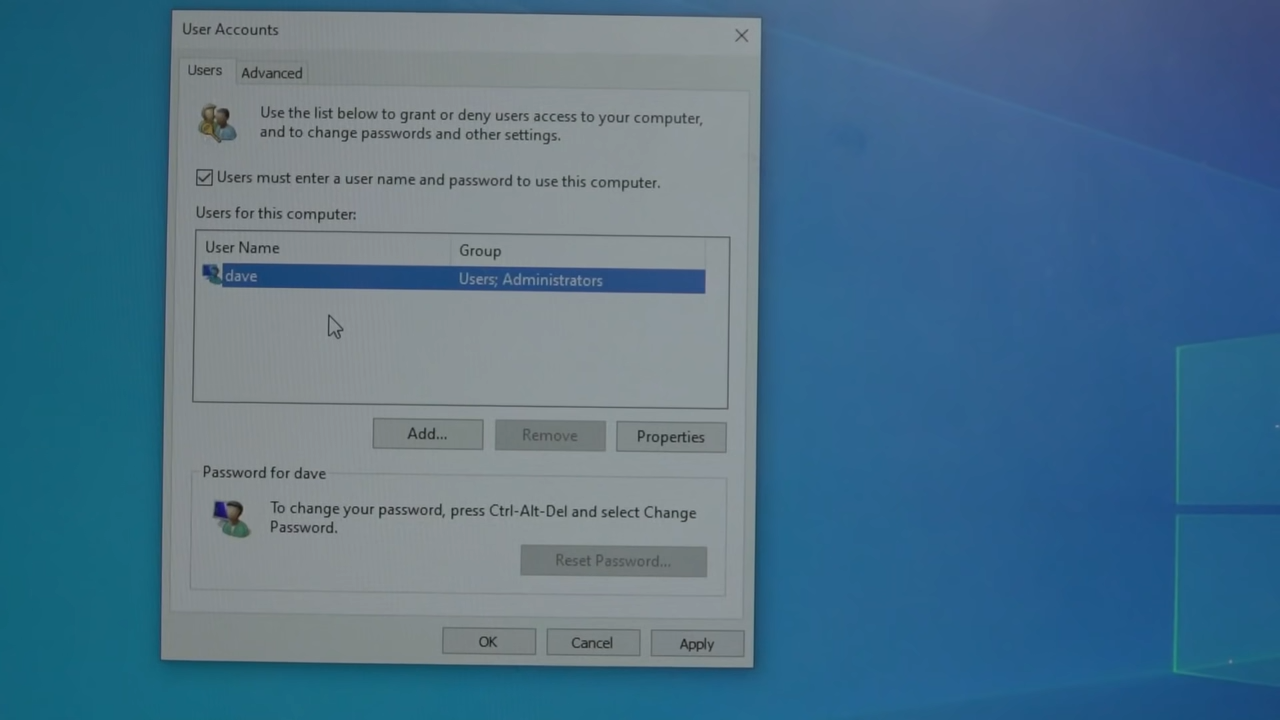 User Accounts
Users
Advanced
Use the list below to grant or deny users access to your computer,
and to change passwords and other settings.
Users must enter a user name and password to use this computer.
Users for this computer:
User Name
Group
dave
Users; Administrators
Add...
Remove
Properties
Password for dave
To change your password, press Ctrl-Alt-Del and select Change
Password.
Reset Password...
OK
Cancel
Apply